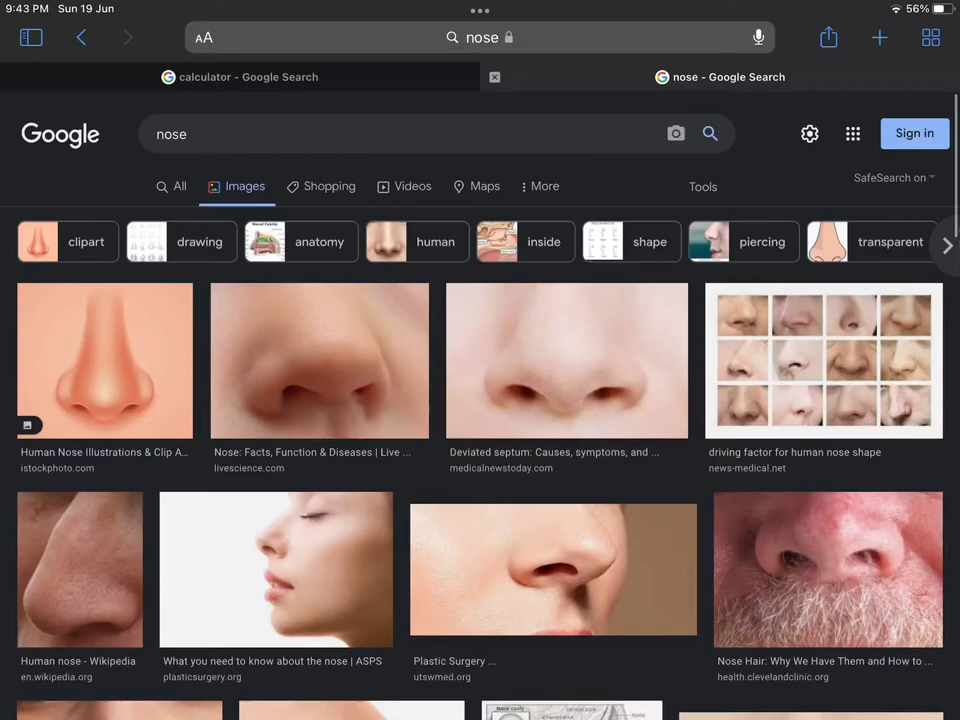 9:43 PM Sun 19 Jun
56%
AA nose
calculator - Google Search
nose - Google Search
Google
nose
Sign in
All Images Shopping Videos Maps More
Tools
SafeSearch on
clipart drawing anatomy human inside shape piercing transparent
Human Nose Illustrations & Clip A...
istockphoto.com
Nose: Facts, Function & Diseases | Live ...
livescience.com
Deviated septum: Causes, symptoms, and ...
medicalnewstoday.com
driving factor for human nose shape
news-medical.net
Human nose - Wikipedia
en.wikipedia.org
What you need to know about the nose | ASPS
plasticsurgery.org
Plastic Surgery ...
utswmed.org
Nose Hair: Why We Have Them and How to ...
health.clevelandclinic.org
Nasal cavity